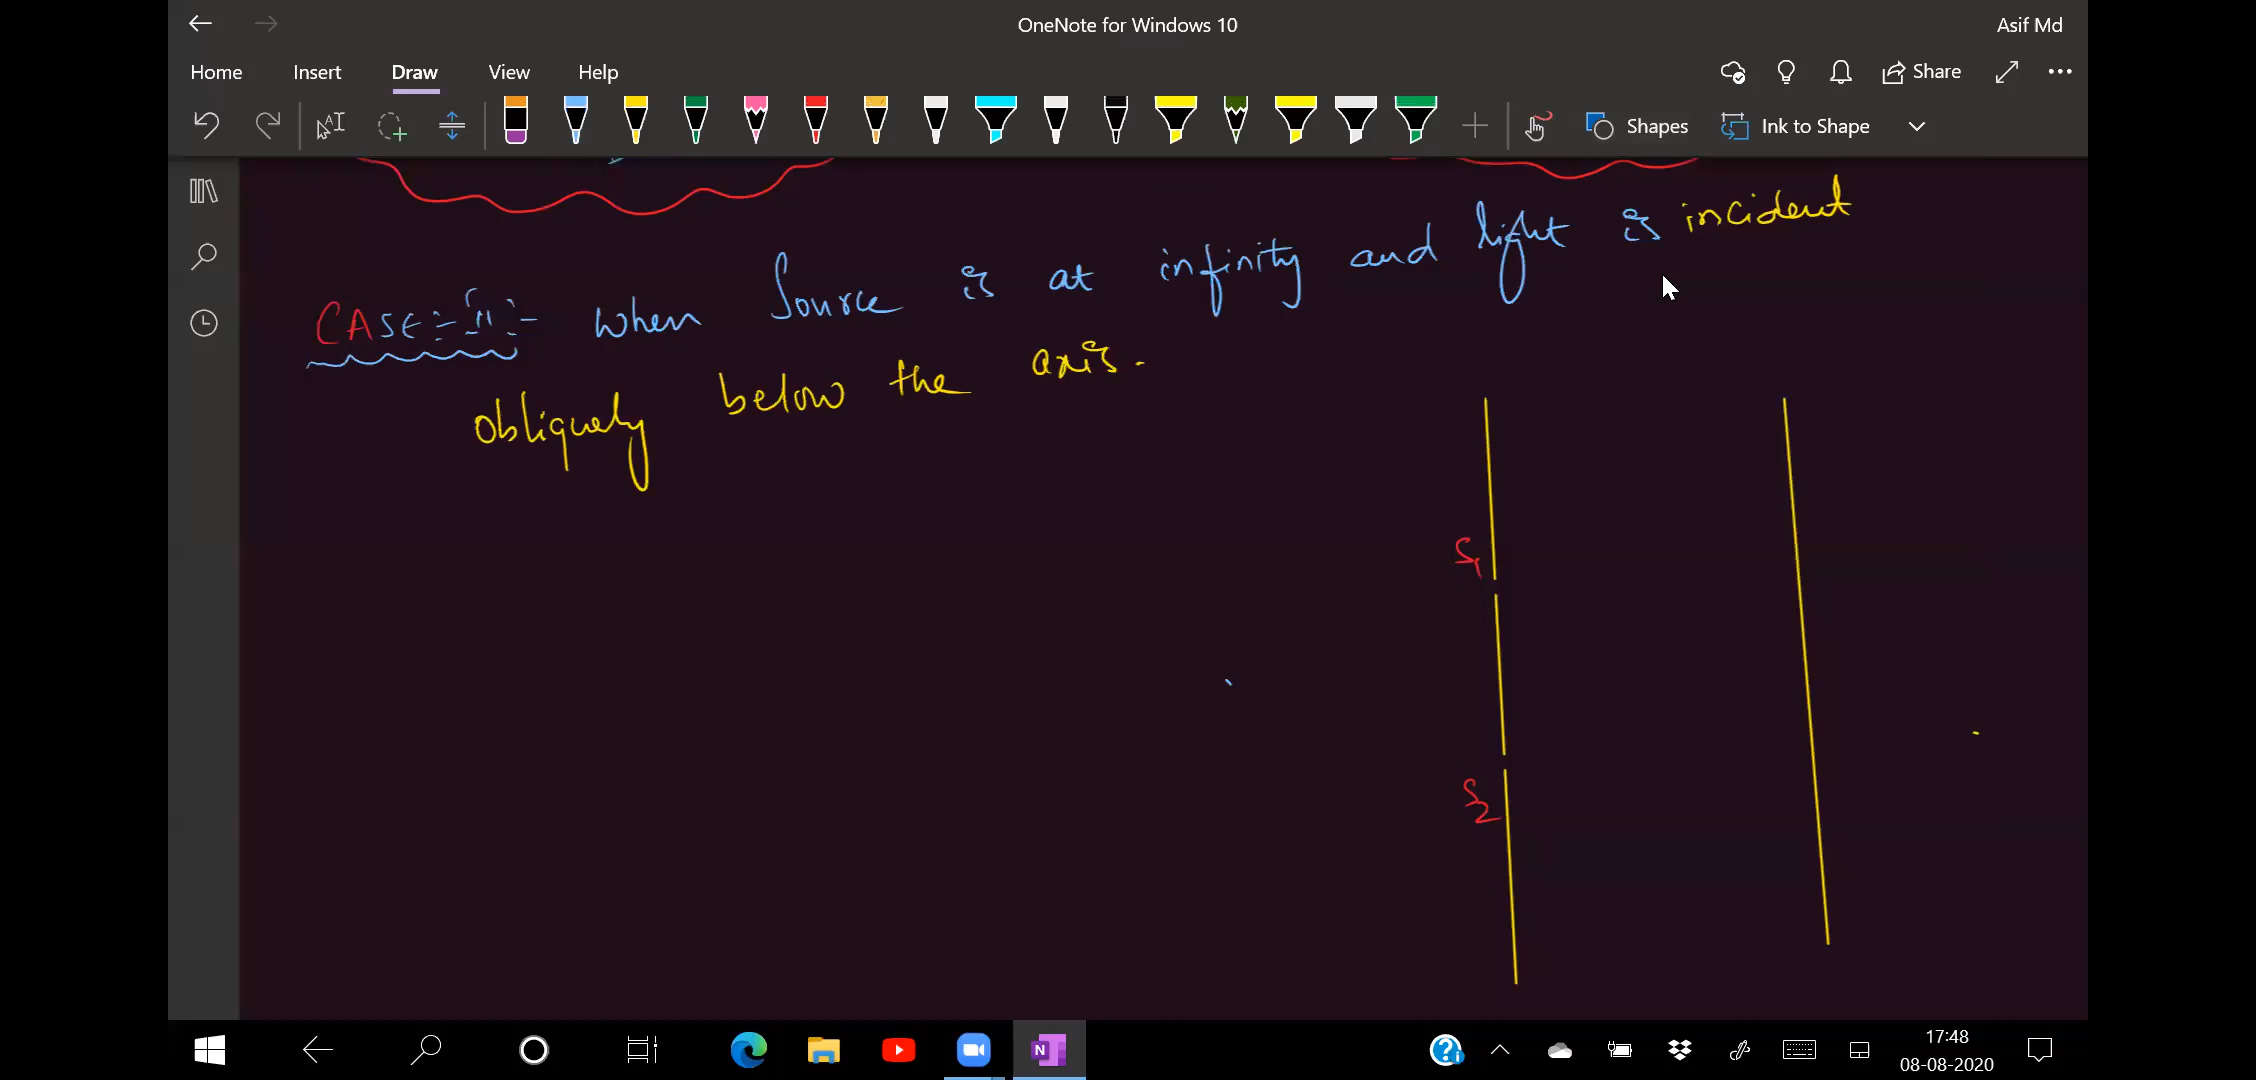 OneNote for Windows 10
Asif Md
Home Insert Draw View Help
Share
Shapes
Ink to Shape
CASE:- II :- when Source is at infinity and light is incident
obliquely below the axis.
S1
S2
17:48
08-08-2020